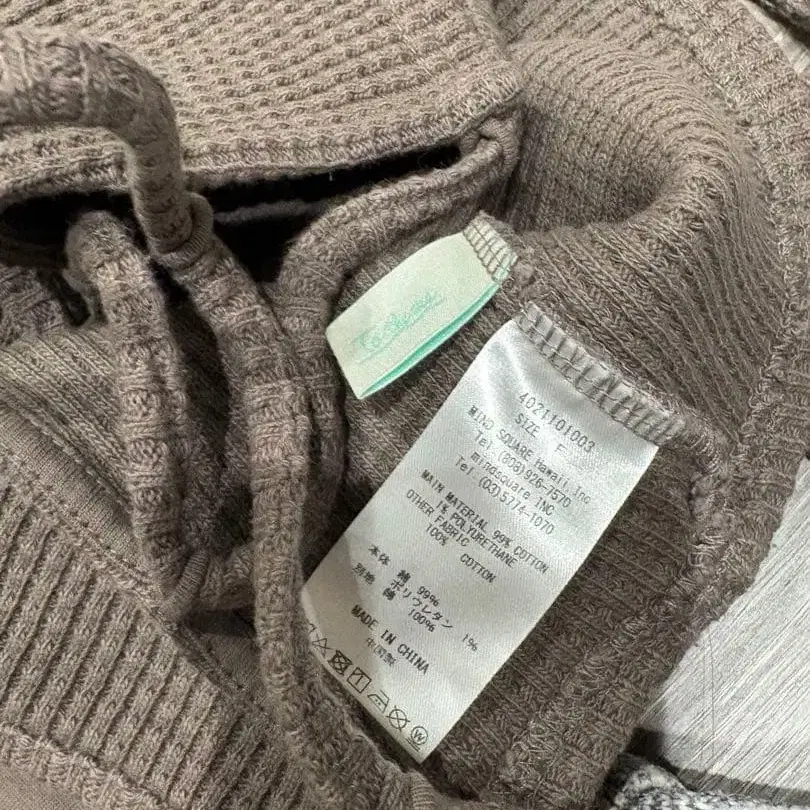 4021101003
SIZE F
MIND SQUARE Hawaii, Inc
Tel.(808)926-7570
mindsquare INC
Tel.(03)5774-1070
MAIN MATERIAL 99% COTTON
1% POLYURETHANE
OTHER FABRIC
100% COTTON
本体 綿 99%
ポリウレタン 1%
別地 綿 100%
MADE IN CHINA
中国製
W